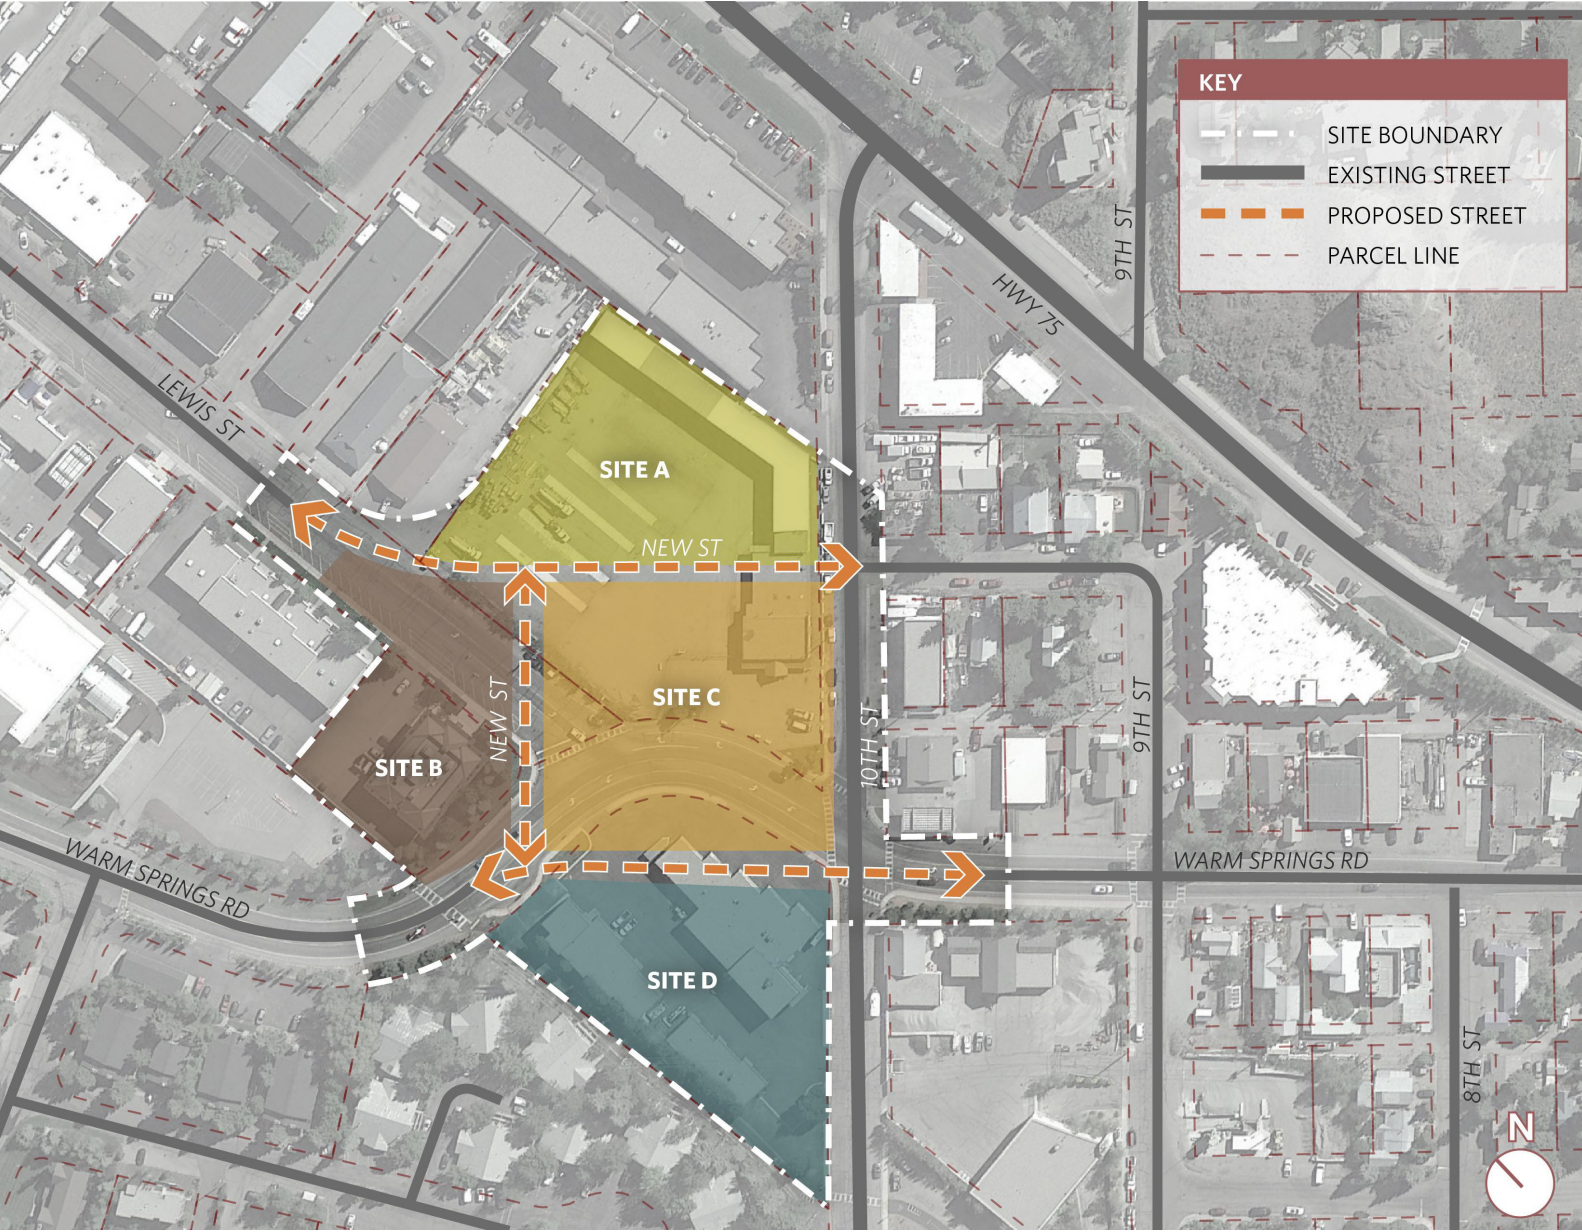 KEY
SITE BOUNDARY
EXISTING STREET
PROPOSED STREET
PARCEL LINE
9TH ST
HWY 75
LEWIS ST
SITE A
NEW ST
NEW ST
SITE C
SITE B
10TH ST
9TH ST
WARM SPRINGS RD
WARM SPRINGS RD
SITE D
8TH ST
N